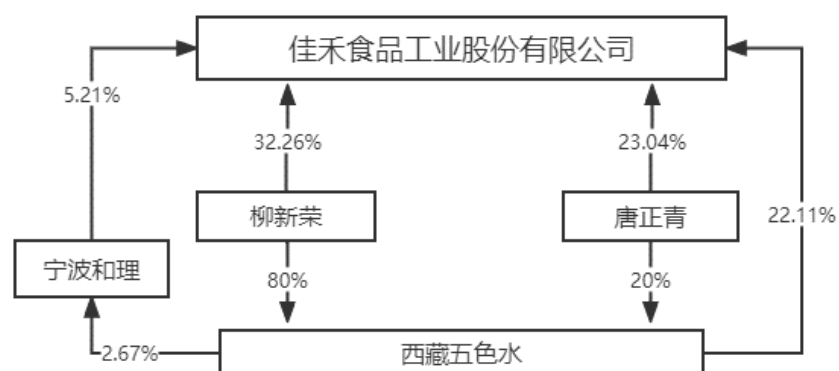 佳禾食品工业股份有限公司
5.21%
32.26%
23.04%
柳新荣
唐正青
22.11%
宁波和理
80%
20%
2.67%
西藏五色水